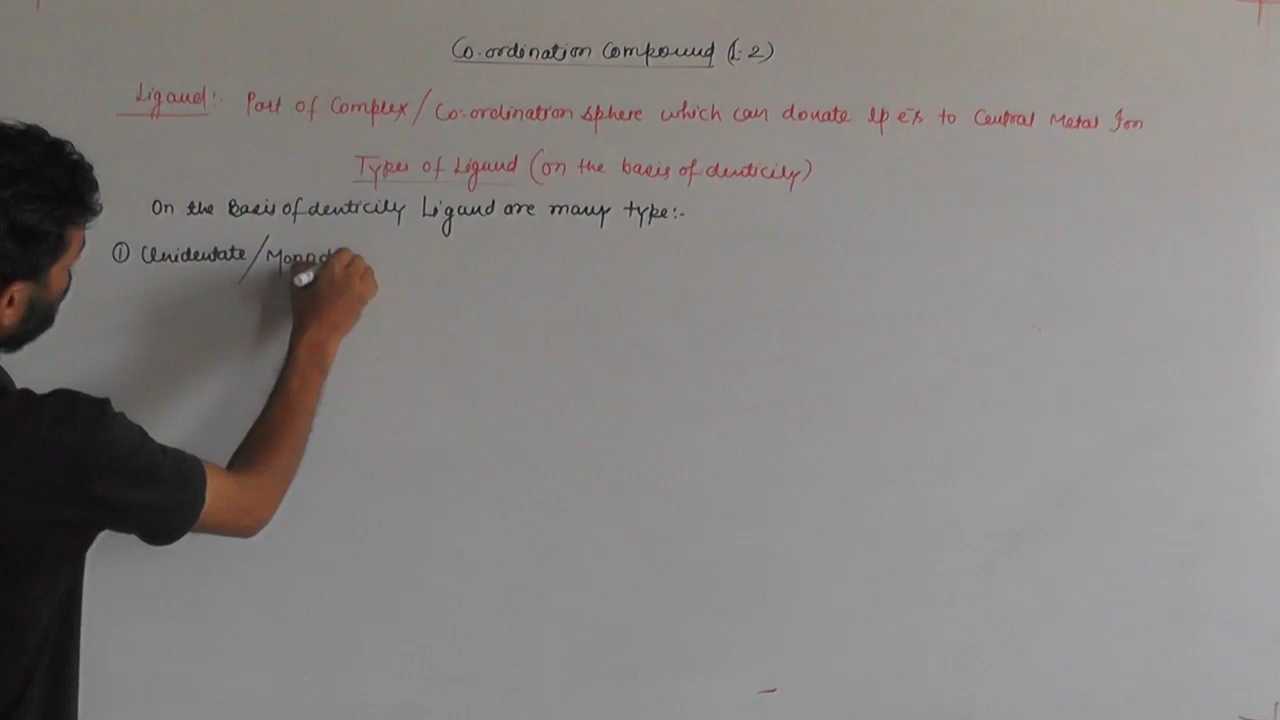 Co-ordination Compound (L-2)
Ligand:- Part of Complex/Co-ordination sphere which can donate lp es to Central Metal Ion
Types of Ligand (on the basis of denticity)
On the Basis of denticity Ligand are many type:-
① Unidentate/Monod